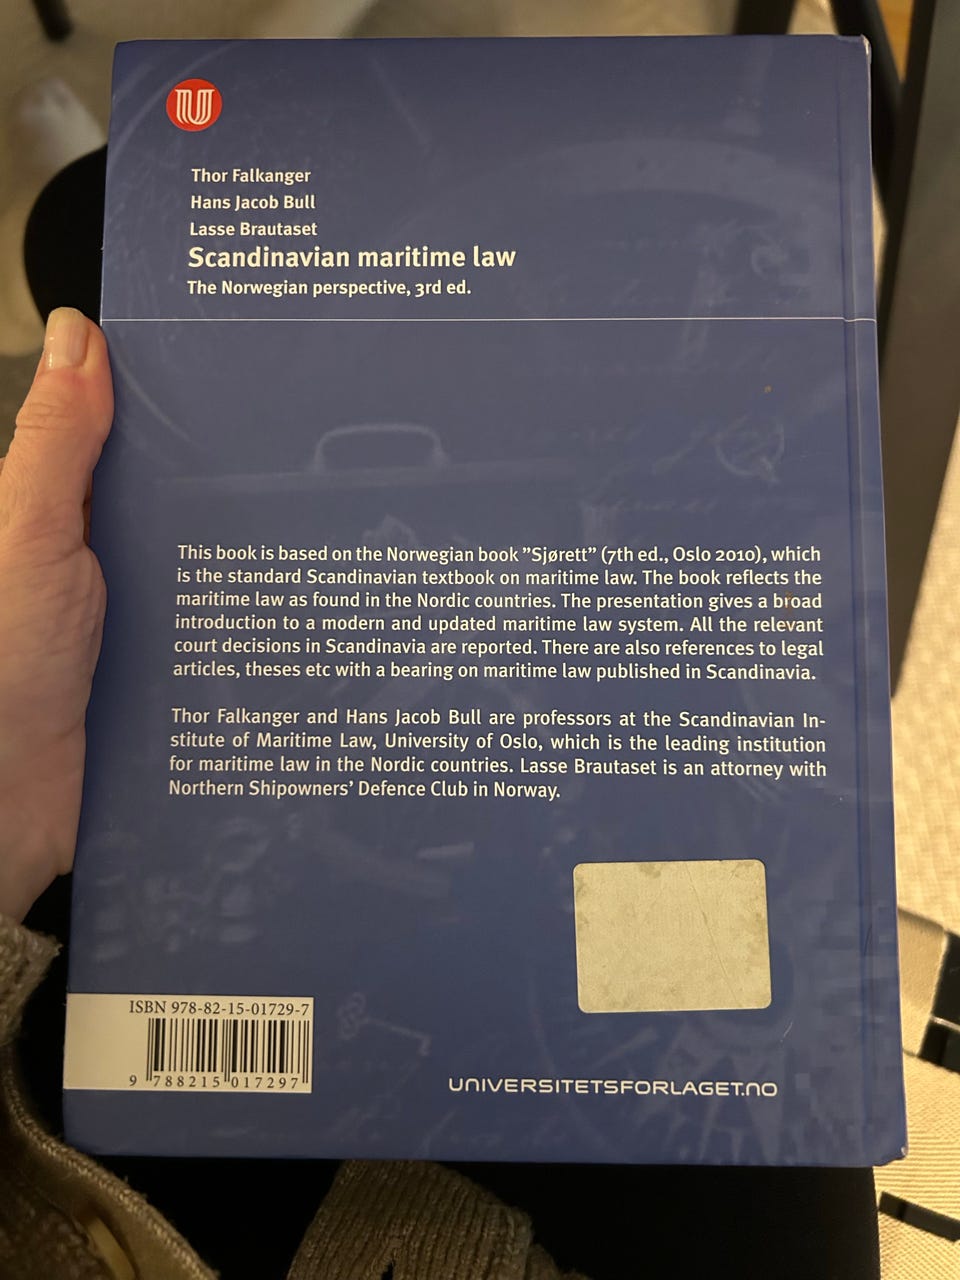 U
Thor Falkanger
Hans Jacob Bull
Lasse Brautaset
Scandinavian maritime law
The Norwegian perspective, 3rd ed.
This book is based on the Norwegian book ”Sjørett” (7th ed., Oslo 2010), which
is the standard Scandinavian textbook on maritime law. The book reflects the
maritime law as found in the Nordic countries. The presentation gives a broad
introduction to a modern and updated maritime law system. All the relevant
court decisions in Scandinavia are reported. There are also references to legal
articles, theses etc with a bearing on maritime law published in Scandinavia.
Thor Falkanger and Hans Jacob Bull are professors at the Scandinavian In-
stitute of Maritime Law, University of Oslo, which is the leading institution
for maritime law in the Nordic countries. Lasse Brautaset is an attorney with
Northern Shipowners’ Defence Club in Norway.
ISBN 978-82-15-01729-7
9 788215 017297
UNIVERSITETSFORLAGET.NO